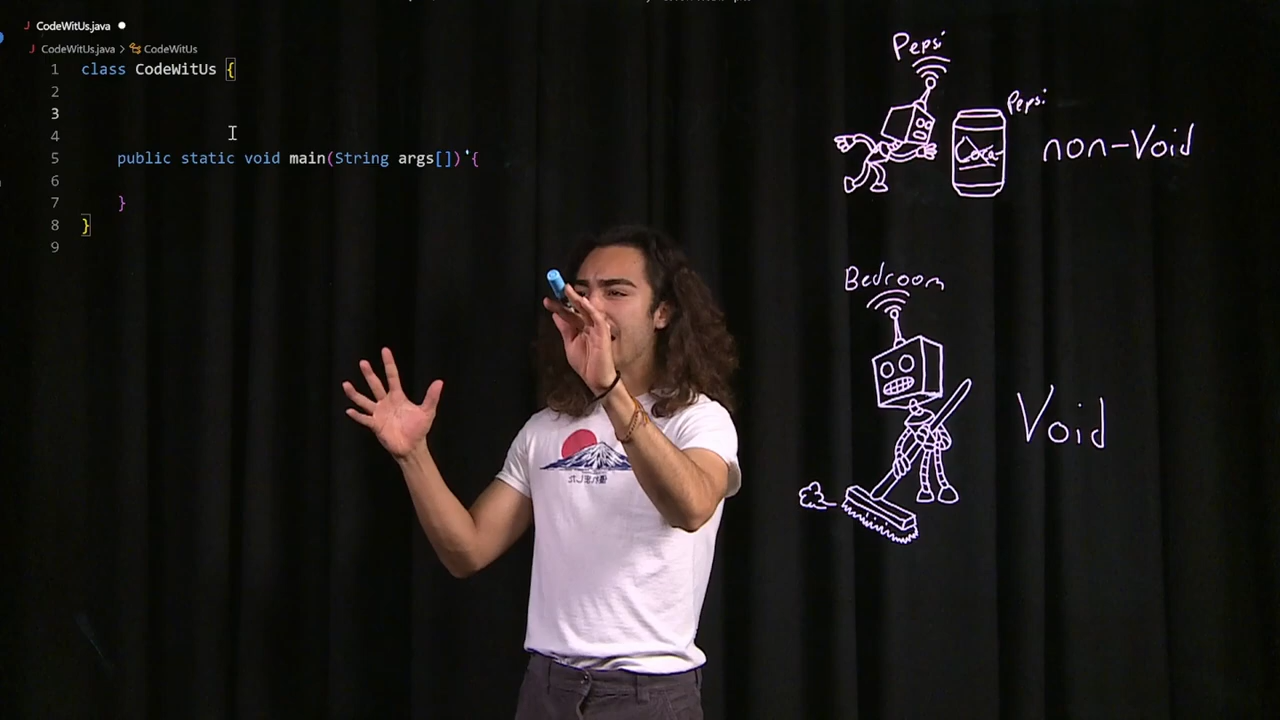 CodeWitUs.java
CodeWitUs.java > CodeWitUs
1 class CodeWitUs {
2
3
4
5 public static void main(String args[]) {
6
7 }
8 }
9
Pepsi
Pepsi
Coca
non-Void
Bedroom
Void